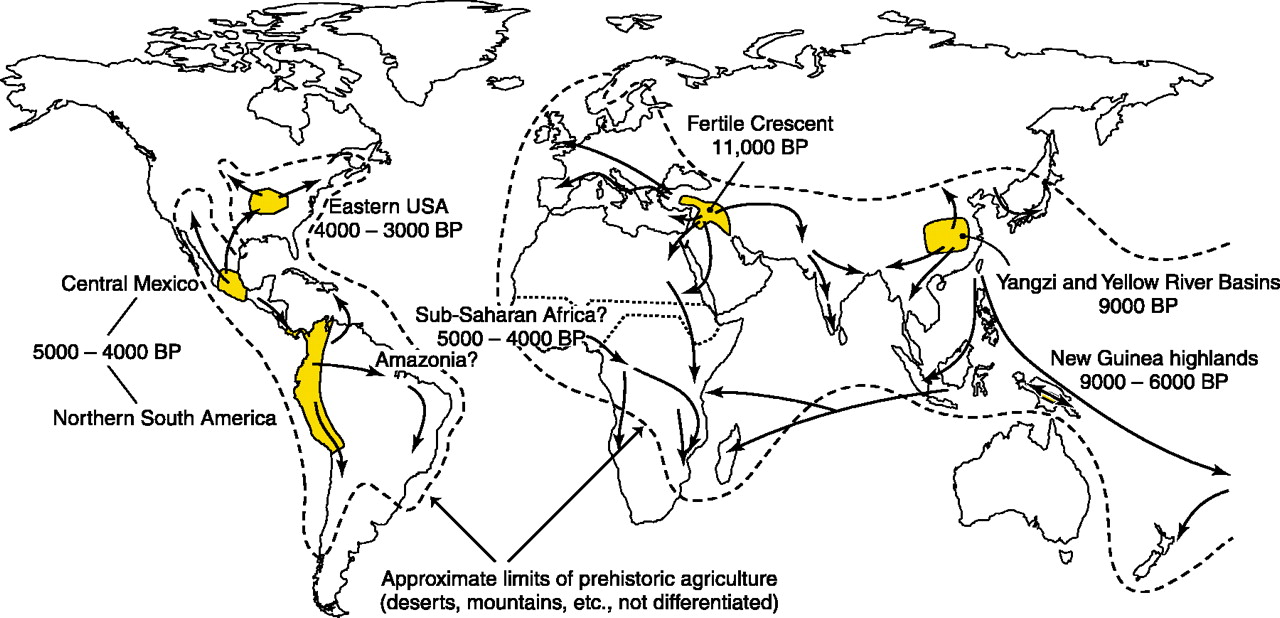 Fertile Crescent
11,000 BP
Eastern USA
4000 – 3000 BP
Central Mexico
5000 – 4000 BP
Northern South America
Amazonia?
Sub-Saharan Africa?
5000 – 4000 BP
Yangzi and Yellow River Basins
9000 BP
New Guinea highlands
9000 – 6000 BP
Approximate limits of prehistoric agriculture
(deserts, mountains, etc., not differentiated)